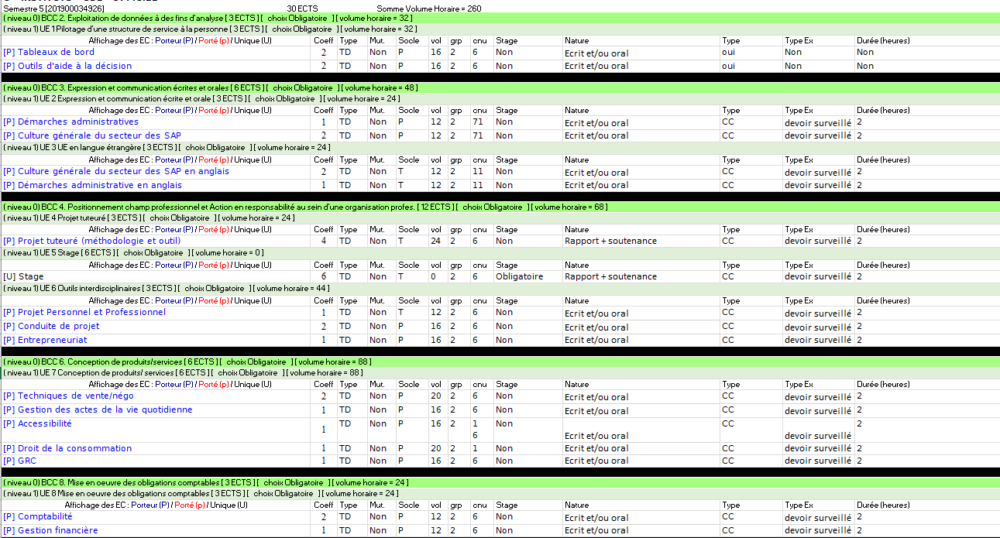 Semestre 5 [201900034926] 30 ECTS Somme Volume Horaire = 260
( niveau 0) BCC 2. Exploitation de données à des fins d'analyse [ 3 ECTS ] [ choix Obligatoire ] [ volume horaire = 32 ]
( niveau 1) UE 1 Pilotage d'une structure de service à la personne [ 3 ECTS ] [ choix Obligatoire ] [ volume horaire = 32 ]
Affichage des EC : Porteur (P) / Porté (p) / Unique (U) Coeff Type Mut. Socle vol grp cnu Stage Nature Type Type Ex Durée (heures)
[P] Tableaux de bord 2 TD Non P 16 2 6 Non Ecrit et/ou oral oui Non Non
[P] Outils d'aide à la décision 2 TD Non P 16 2 6 Non Ecrit et/ou oral oui Non Non
( niveau 0) BCC 3. Expression et communication écrites et orales [ 6 ECTS ] [ choix Obligatoire ] [ volume horaire = 48 ]
( niveau 1) UE 2 Expression et communication écrite et orale [ 3 ECTS ] [ choix Obligatoire ] [ volume horaire = 24 ]
Affichage des EC : Porteur (P) / Porté (p) / Unique (U) Coeff Type Mut. Socle vol grp cnu Stage Nature Type Type Ex Durée (heures)
[P] Démarches administratives 1 TD Non P 12 2 71 Non Ecrit et/ou oral CC devoir surveillé 2
[P] Culture générale du secteur des SAP 2 TD Non P 12 2 71 Non Ecrit et/ou oral CC devoir surveillé 2
( niveau 1) UE 3 UE en langue étrangère [ 3 ECTS ] [ choix Obligatoire ] [ volume horaire = 24 ]
Affichage des EC : Porteur (P) / Porté (p) / Unique (U) Coeff Type Mut. Socle vol grp cnu Stage Nature Type Type Ex Durée (heures)
[P] Culture générale du secteur des SAP en anglais 2 TD Non T 12 2 11 Non Ecrit et/ou oral CC devoir surveillé 2
[P] Démarches administrative en anglais 1 TD Non T 12 2 11 Non Ecrit et/ou oral CC devoir surveillé 2
( niveau 0) BCC 4. Positionnement champ professionnel et Action en responsabilité au sein d'une organisation profes. [ 12 ECTS ] [ choix Obligatoire ] [ volume horaire = 68 ]
( niveau 1) UE 4 Projet tuteuré [ 3 ECTS ] [ choix Obligatoire ] [ volume horaire = 24 ]
Affichage des EC : Porteur (P) / Porté (p) / Unique (U) Coeff Type Mut. Socle vol grp cnu Stage Nature Type Type Ex Durée (heures)
[P] Projet tuteuré (méthodologie et outil) 4 TD Non T 24 2 6 Non Rapport + soutenance CC devoir surveillé 2
( niveau 1) UE 5 Stage [ 6 ECTS ] [ choix Obligatoire ] [ volume horaire = 0 ]
Affichage des EC : Porteur (P) / Porté (p) / Unique (U) Coeff Type Mut. Socle vol grp cnu Stage Nature Type Type Ex Durée (heures)
[U] Stage 6 TD Non T 0 2 6 Obligatoire Rapport + soutenance CC devoir surveillé 2
( niveau 1) UE 6 Outils interdisciplinaires [ 3 ECTS ] [ choix Obligatoire ] [ volume horaire = 44 ]
Affichage des EC : Porteur (P) / Porté (p) / Unique (U) Coeff Type Mut. Socle vol grp cnu Stage Nature Type Type Ex Durée (heures)
[P] Projet Personnel et Professionnel 1 TD Non T 12 2 6 Non Ecrit et/ou oral CC devoir surveillé 2
[P] Conduite de projet 2 TD Non P 16 2 6 Non Ecrit et/ou oral CC devoir surveillé 2
[P] Entrepreneuriat 1 TD Non P 16 2 6 Non Ecrit et/ou oral CC devoir surveillé 2
( niveau 0) BCC 6. Conception de produits/services [ 6 ECTS ] [ choix Obligatoire ] [ volume horaire = 88 ]
( niveau 1) UE 7 Conception de produits/ services [ 6 ECTS ] [ choix Obligatoire ] [ volume horaire = 88 ]
Affichage des EC : Porteur (P) / Porté (p) / Unique (U) Coeff Type Mut. Socle vol grp cnu Stage Nature Type Type Ex Durée (heures)
[P] Techniques de vente/négo 2 TD Non P 20 2 6 Non Ecrit et/ou oral CC devoir surveillé 2
[P] Gestion des actes de la vie quotidienne 1 TD Non P 16 2 6 Non Ecrit et/ou oral CC devoir surveillé 2
[P] Accessibilité 1 TD Non P 16 2 1 Non CC 2
6 Ecrit et/ou oral devoir surveillé
[P] Droit de la consommation 1 TD Non P 20 2 1 Non Ecrit et/ou oral CC devoir surveillé 2
[P] GRC 1 TD Non P 16 2 6 Non Ecrit et/ou oral CC devoir surveillé 2
( niveau 0) BCC 8. Mise en oeuvre des obligations comptables [ 3 ECTS ] [ choix Obligatoire ] [ volume horaire = 24 ]
( niveau 1) UE 8 Mise en oeuvre des obligations comptables [ 3 ECTS ] [ choix Obligatoire ] [ volume horaire = 24 ]
Affichage des EC : Porteur (P) / Porté (p) / Unique (U) Coeff Type Mut. Socle vol grp cnu Stage Nature Type Type Ex Durée (heures)
[P] Comptabilité 2 TD Non P 12 2 6 Non Ecrit et/ou oral CC devoir surveillé 2
[P] Gestion financière 1 TD Non P 12 2 6 Non Ecrit et/ou oral CC devoir surveillé 2